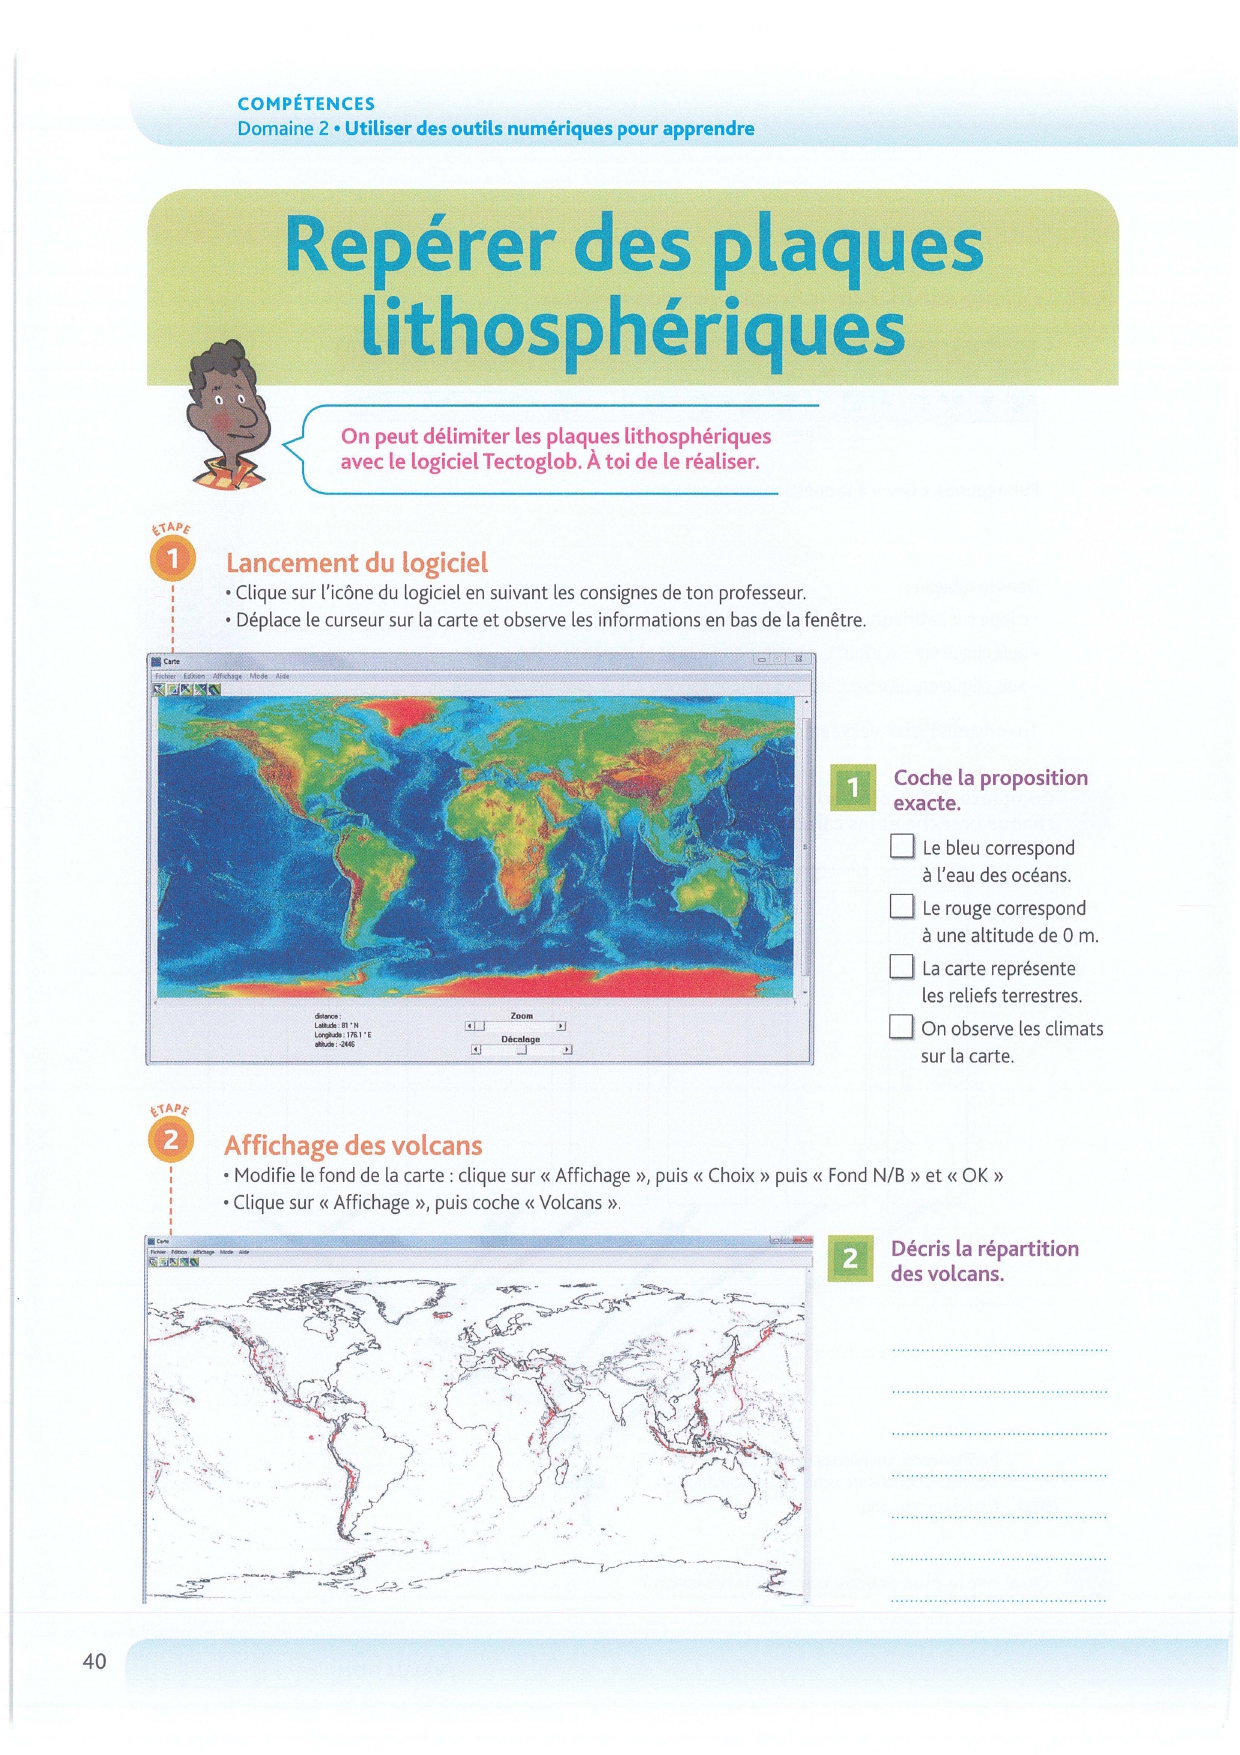 COMPÉTENCES
Domaine 2 • Utiliser des outils numériques pour apprendre
Repérer des plaques
lithosphériques
On peut délimiter les plaques lithosphériques
avec le logiciel Tectoglob. À toi de le réaliser.
ÉTAPE
1
Lancement du logiciel
• Clique sur l'icône du logiciel en suivant les consignes de ton professeur.
• Déplace le curseur sur la carte et observe les informations en bas de la fenêtre.
Carte
Fichier Edition Affichage Mode Aide
distance :
Latitude : 81 ° N
Longitude : 176.1 ° E
altitude : -2446
Zoom
Décalage
1
Coche la proposition
exacte.
Le bleu correspond
à l'eau des océans.
Le rouge correspond
à une altitude de 0 m.
La carte représente
les reliefs terrestres.
On observe les climats
sur la carte.
ÉTAPE
2
Affichage des volcans
• Modifie le fond de la carte : clique sur « Affichage », puis « Choix » puis « Fond N/B » et « OK »
• Clique sur « Affichage », puis coche « Volcans ».
Carte
Fichier Edition Affichage Mode Aide
2
Décris la répartition
des volcans.
40